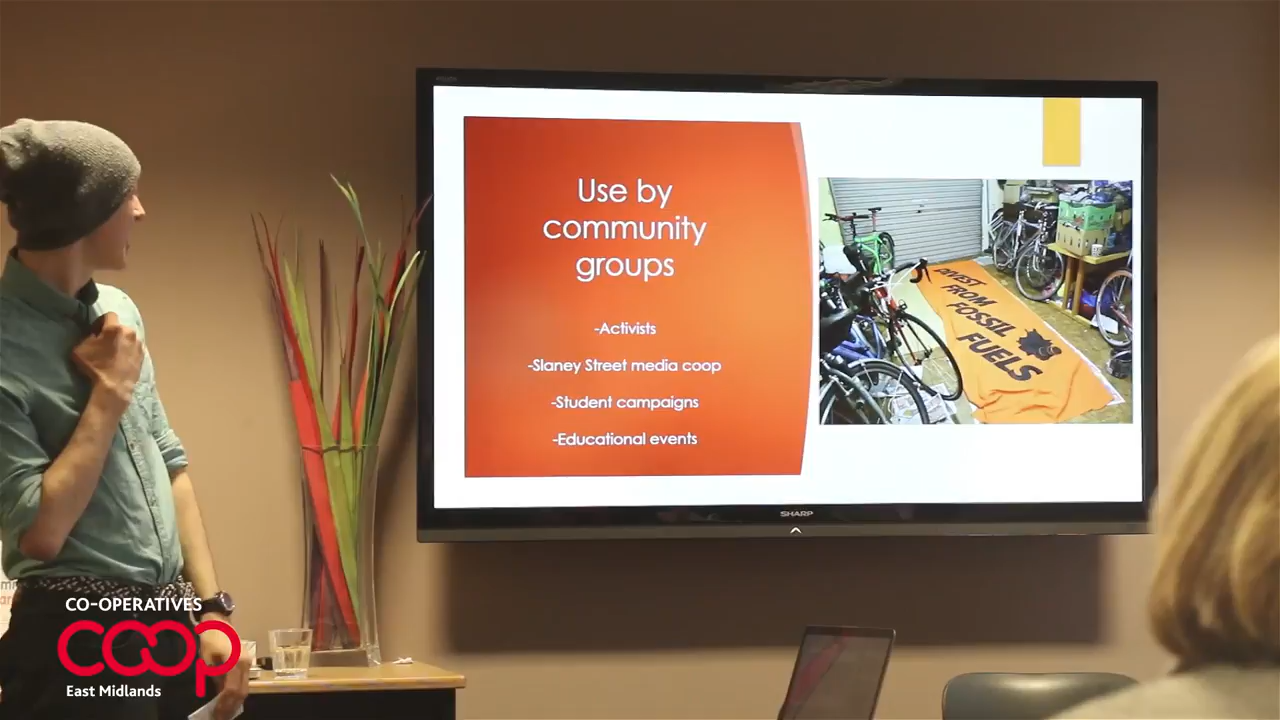 Use by
community
groups
-Activists
-Slaney Street media coop
-Student campaigns
-Educational events
DIVEST
FROM
FOSSIL
FUELS
SHARP
CO-OPERATIVES
coop
East Midlands